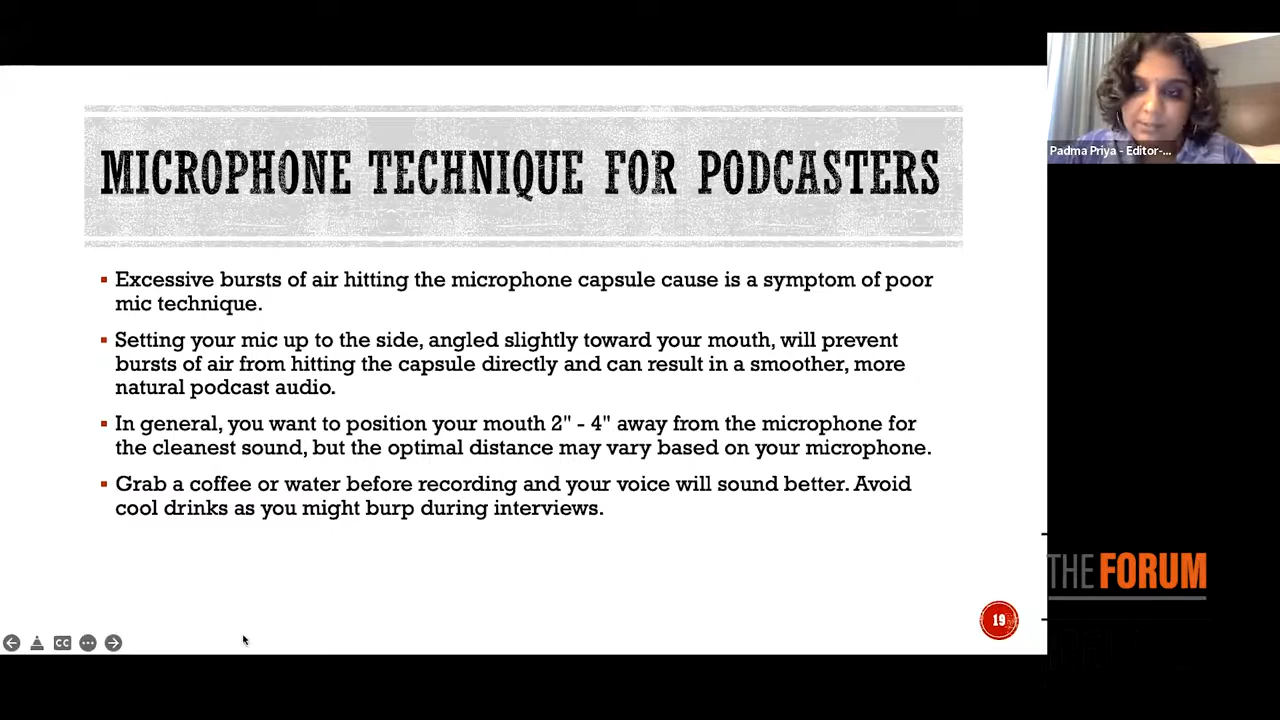 MICROPHONE TECHNIQUE FOR PODCASTERS
Excessive bursts of air hitting the microphone capsule cause is a symptom of poor
mic technique.
Setting your mic up to the side, angled slightly toward your mouth, will prevent
bursts of air from hitting the capsule directly and can result in a smoother, more
natural podcast audio.
In general, you want to position your mouth 2" - 4" away from the microphone for
the cleanest sound, but the optimal distance may vary based on your microphone.
Grab a coffee or water before recording and your voice will sound better. Avoid
cool drinks as you might burp during interviews.
19
CC
Padma Priya - Editor-...
THE FORUM